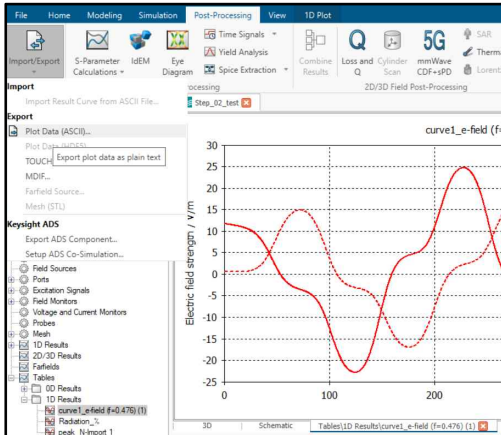 File Home Modeling Simulation Post-Processing View 1D Plot
Import/Export
S-Parameter
Calculations
IdEM
Eye
Diagram
Time Signals
Yield Analysis
Spice Extraction
Combine
Results
Loss and
Q
Cylinder
Scan
5G
mmWave
CDF+sPD
SAR
Import
2D/3D Field Post-Processing
Import Result Curve from ASCII File...
Step_02_test
Export
Plot Data (ASCII)...
Plot Data (HDF5)
Export plot data as plain text
MDIF...
Farfield Source...
Mesh (STL)
Keysight ADS
Export ADS Component...
Setup ADS Co-Simulation...
Field Sources
Ports
Excitation Signals
Field Monitors
Voltage and Current Monitors
Probes
Mesh
1D Results
2D/3D Results
Farfields
Tables
0D Results
1D Results
curve1_e-field (f=0.476) (1)
Radiation_%
peak_N-Import 1
curve1_e-field (f=
Electric field strength / V/m
30
25
20
15
10
5
0
-5
-10
-15
-20
-25
0 100 200
3D Schematic Tables\1D Results\curve1_e-field (f=0.476) (1)